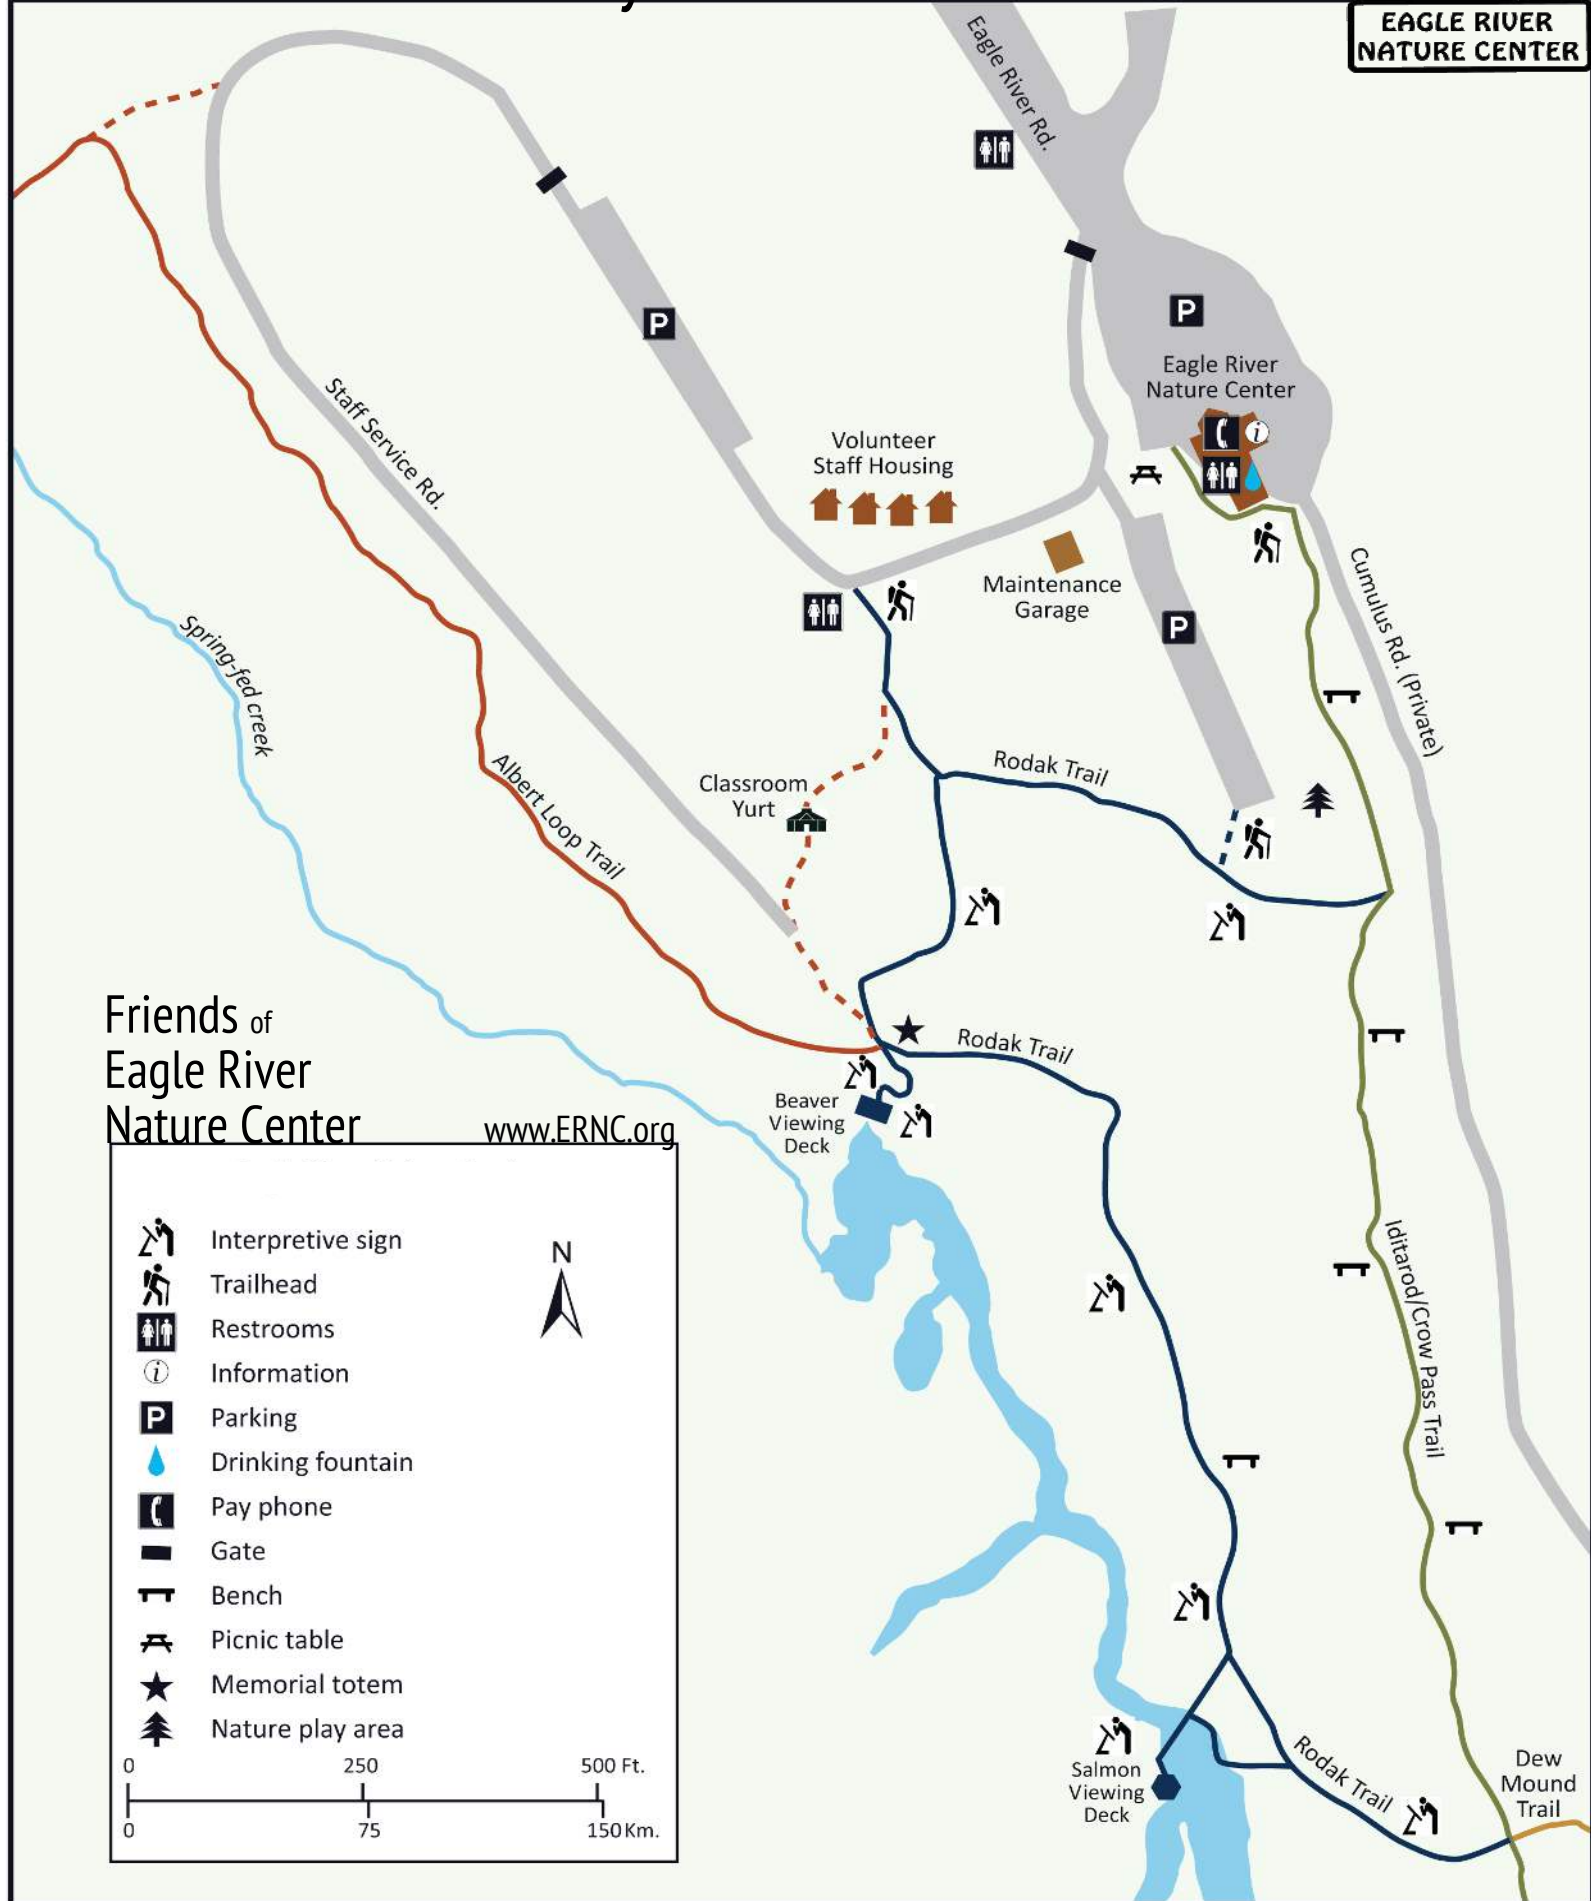 EAGLE RIVER
NATURE CENTER
Eagle River Rd.
P
P
Eagle River
Nature Center
i
Volunteer
Staff Housing
Staff Service Rd.
Maintenance
Garage
P
Cumulus Rd. (Private)
Spring-fed creek
Albert Loop Trail
Classroom
Yurt
Rodak Trail
Friends of
Eagle River
Nature Center
www.ERNC.org
Rodak Trail
Beaver
Viewing
Deck
Iditarod/Crow Pass Trail
Interpretive sign
Trailhead
Restrooms
i Information
P Parking
Drinking fountain
Pay phone
Gate
Bench
Picnic table
Memorial totem
Nature play area
N
0 250 500 Ft.
0 75 150 Km.
Salmon
Viewing
Deck
Rodak Trail
Dew
Mound
Trail